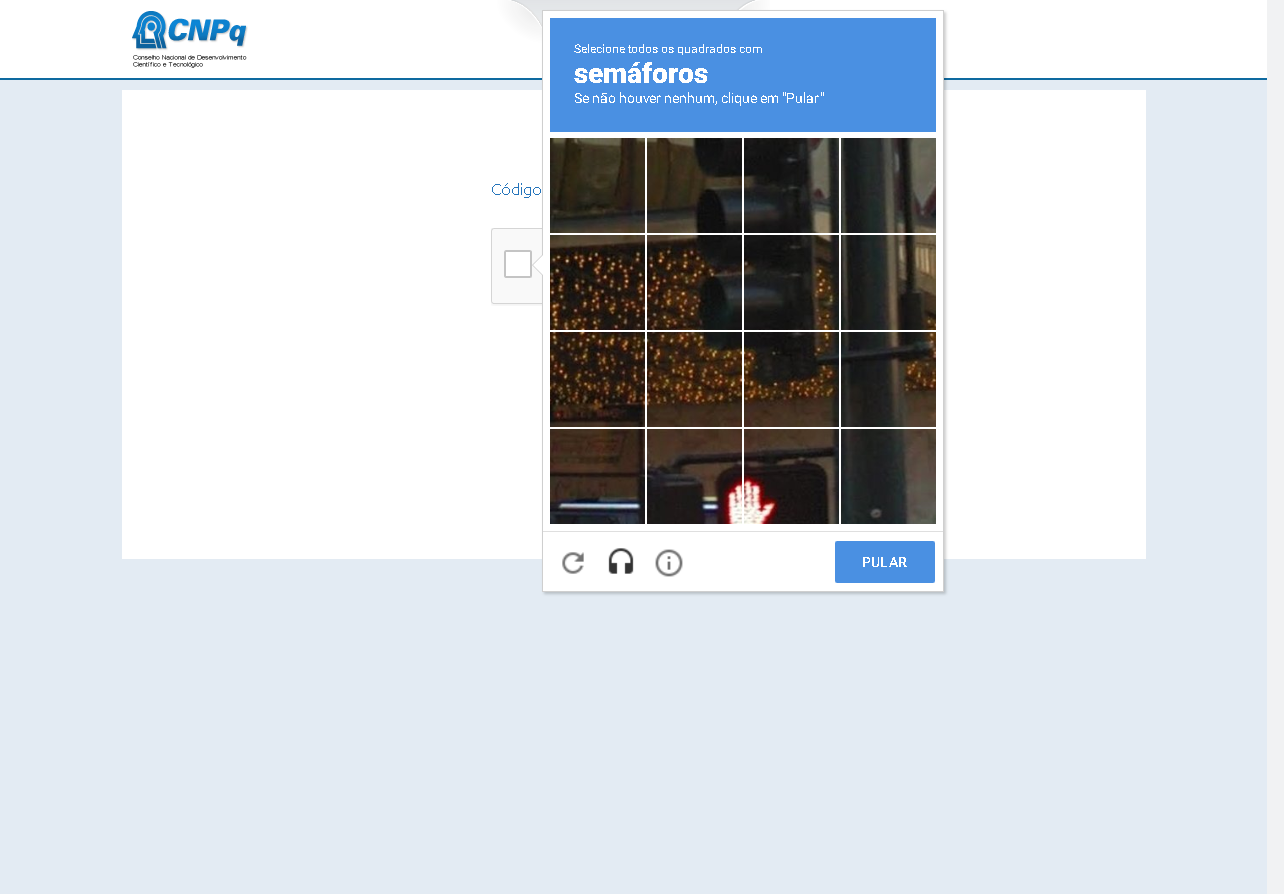 CNPq
Conselho Nacional de Desenvolvimento
Científico e Tecnológico
Código
Selecione todos os quadrados com
semáforos
Se não houver nenhum, clique em "Pular"
PULAR